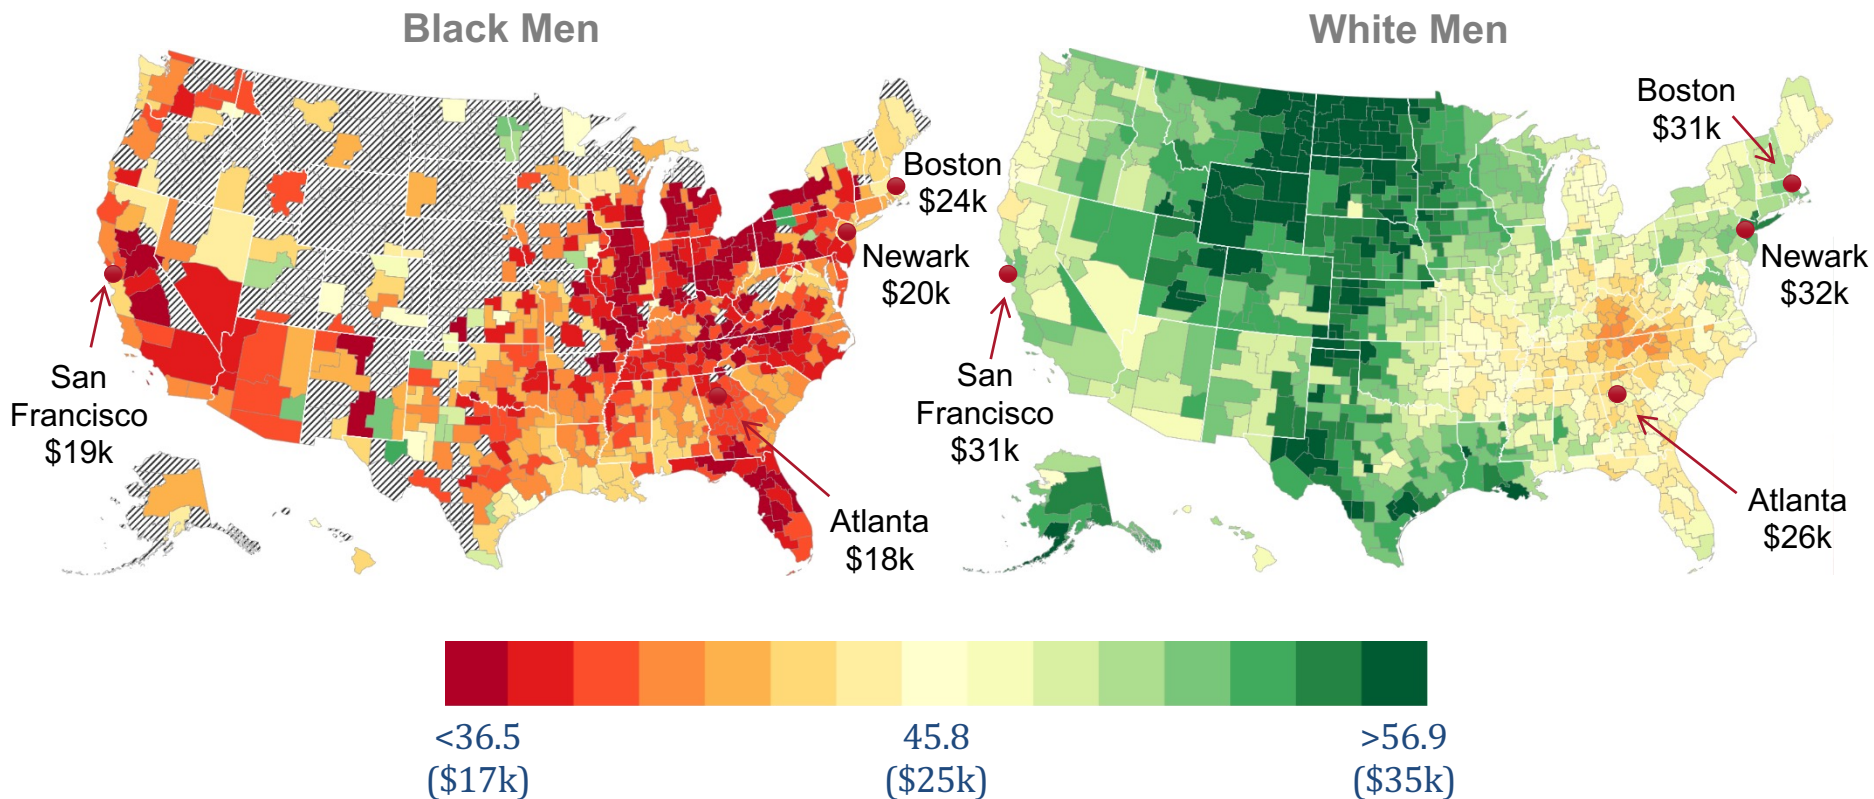 Black Men
Boston
$24k
Newark
$20k
San
Francisco
$19k
Atlanta
$18k
White Men
Boston
$31k
Newark
$32k
San
Francisco
$31k
Atlanta
$26k
<36.5
($17k)
45.8
($25k)
>56.9
($35k)